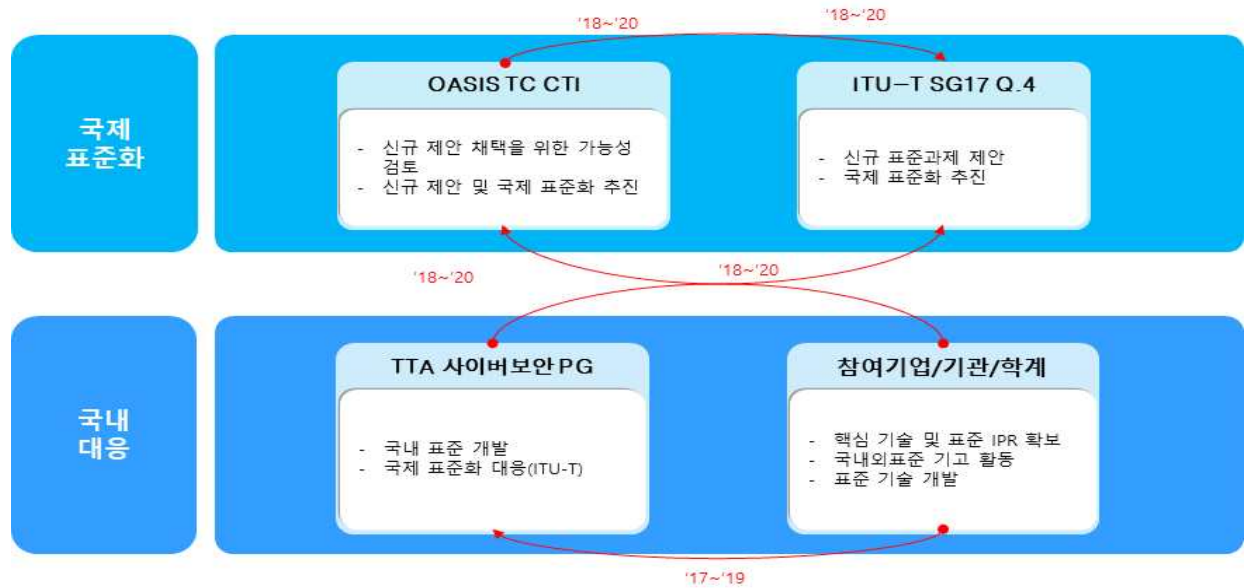 '18~'20
'18~'20
국제
표준화
OASIS TC CTI
- 신규 제안 채택을 위한 가능성
검토
- 신규 제안 및 국제 표준화 추진
ITU-T SG17 Q.4
- 신규 표준과제 제안
- 국제 표준화 추진
'18~'20
'18~'20
국내
대응
TTA 사이버보안 PG
- 국내 표준 개발
- 국제 표준화 대응(ITU-T)
참여기업/기관/학계
- 핵심 기술 및 표준 IPR 확보
- 국내외표준 기고 활동
- 표준 기술 개발
'17~'19